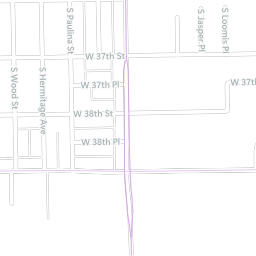 S Paulina St
S Jasper Pl
S Loomis Pl
W 37th St
W 37th Pl
W 37th
S Wood St
S Hermitage Ave
W 38th St
W 38th Pl